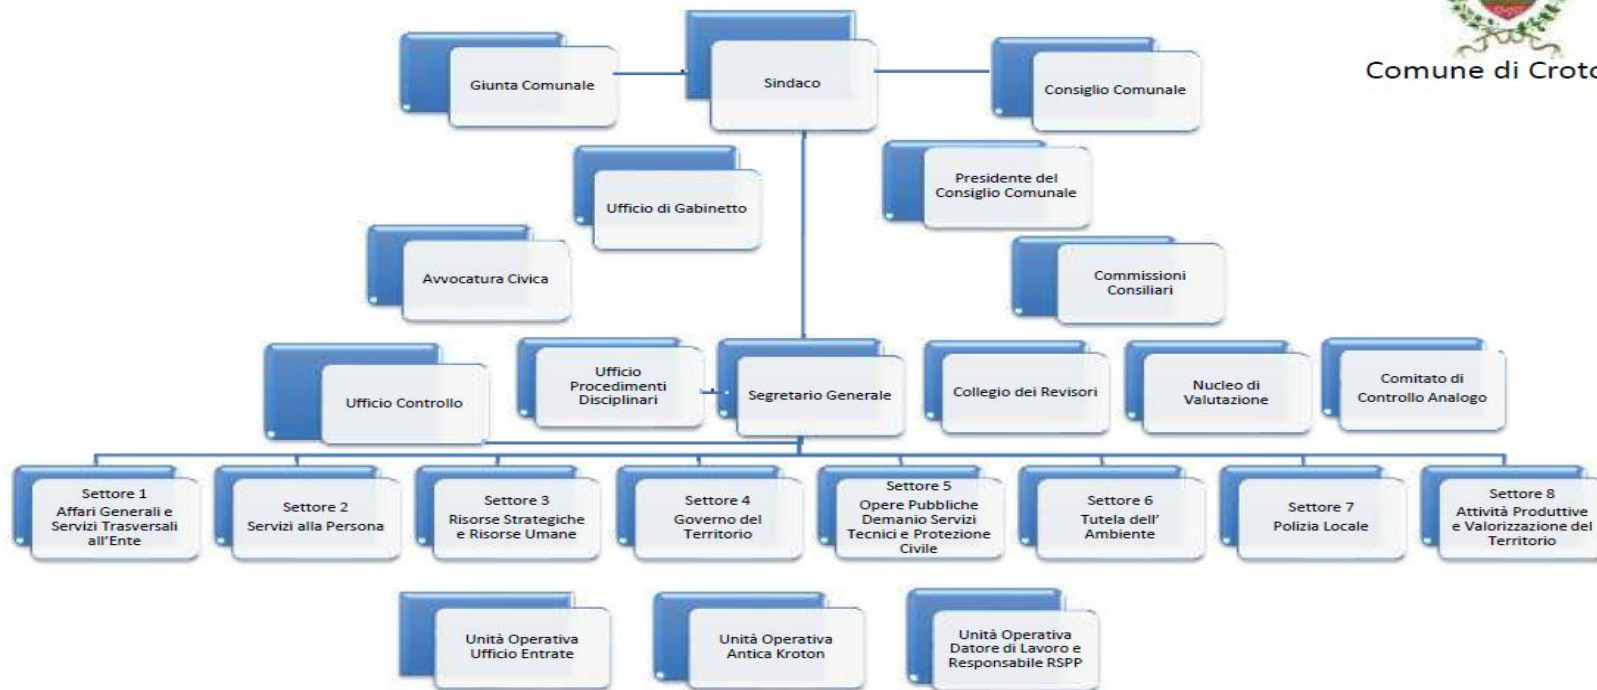 Giunta Comunale
Sindaco
Consiglio Comunale
Comune di Croto
Ufficio di Gabinetto
Presidente del
Consiglio Comunale
Avvocatura Civica
Commissioni
Consiliari
Ufficio Controllo
Ufficio
Procedimenti
Disciplinari
Segretario Generale
Collegio dei Revisori
Nucleo di
Valutazione
Comitato di
Controllo Analogo
Settore 1
Affari Generali e
Servizi Trasversali
all'Ente
Settore 2
Servizi alla Persona
Settore 3
Risorse Strategiche
e Risorse Umane
Settore 4
Governo del
Territorio
Settore 5
Opere Pubbliche
Demanio Servizi
Tecnici e Protezione
Civile
Settore 6
Tutela dell'
Ambiente
Settore 7
Polizia Locale
Settore 8
Attività Produttive
e Valorizzazione del
Territorio
Unità Operativa
Ufficio Entrate
Unità Operativa
Antica Kroton
Unità Operativa
Datore di Lavoro e
Responsabile RSPP